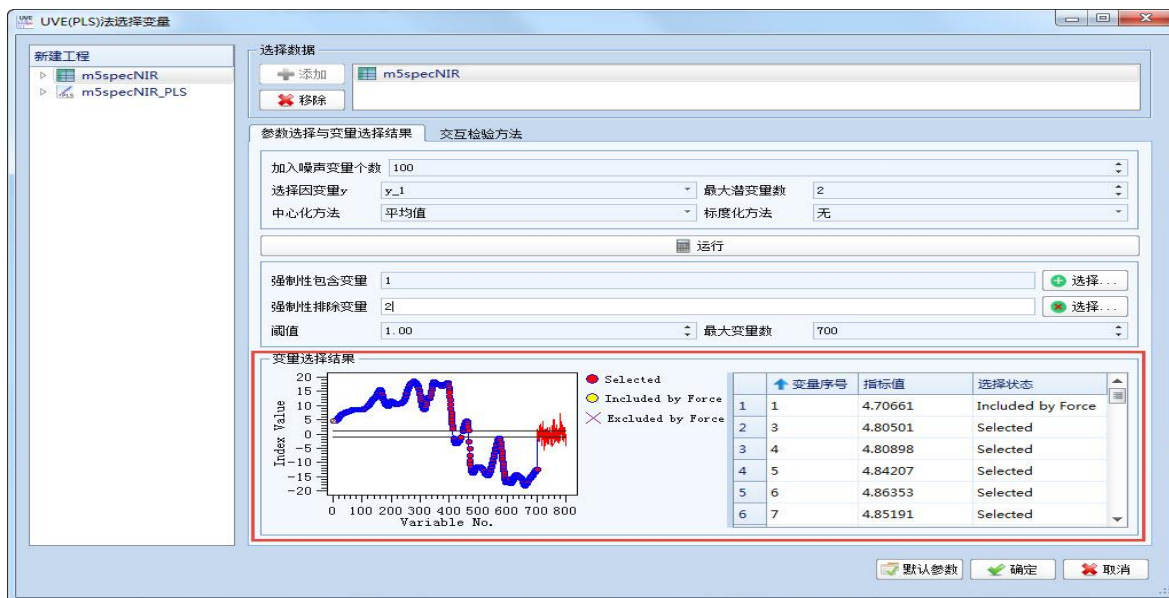 UVE(PLS)法选择变量
新建工程
m5specNIR
m5specNIR_PLS
选择数据
添加
移除
m5specNIR
参数选择与变量选择结果 交互检验方法
加入噪声变量个数 100
选择因变量y y_1 最大潜变量数 2
中心化方法 平均值 标度化方法 无
运行
强制性包含变量 1 选择...
强制性排除变量 2 选择...
阈值 1.00 最大变量数 700
变量选择结果
Index Value
20
15
10
5
0
-5
-10
-15
-20
0 100 200 300 400 500 600 700 800
Variable No.
Selected
Included by Force
Excluded by Force
变量序号 指标值 选择状态
1 1 4.70661 Included by Force
2 3 4.80501 Selected
3 4 4.80898 Selected
4 5 4.84207 Selected
5 6 4.86353 Selected
6 7 4.85191 Selected
默认参数 确定 取消